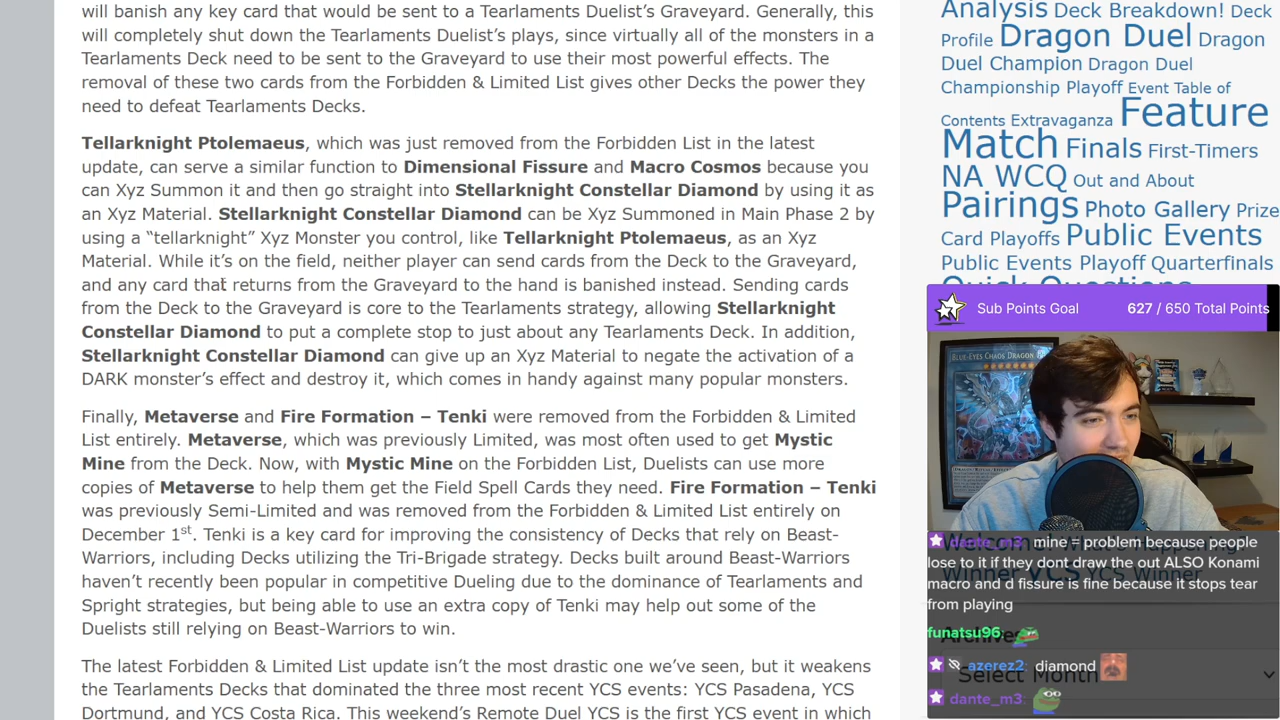 will banish any key card that would be sent to a Tearlaments Duelist's Graveyard. Generally, this
will completely shut down the Tearlaments Duelist's plays, since virtually all of the monsters in a
Tearlaments Deck need to be sent to the Graveyard to use their most powerful effects. The
removal of these two cards from the Forbidden & Limited List gives other Decks the power they
need to defeat Tearlaments Decks.
Tellarknight Ptolemaeus, which was just removed from the Forbidden List in the latest
update, can serve a similar function to Dimensional Fissure and Macro Cosmos because you
can Xyz Summon it and then go straight into Stellarknight Constellar Diamond by using it as
an Xyz Material. Stellarknight Constellar Diamond can be Xyz Summoned in Main Phase 2 by
using a "tellarknight" Xyz Monster you control, like Tellarknight Ptolemaeus, as an Xyz
Material. While it's on the field, neither player can send cards from the Deck to the Graveyard,
and any card that returns from the Graveyard to the hand is banished instead. Sending cards
from the Deck to the Graveyard is core to the Tearlaments strategy, allowing Stellarknight
Constellar Diamond to put a complete stop to just about any Tearlaments Deck. In addition,
Stellarknight Constellar Diamond can give up an Xyz Material to negate the activation of a
DARK monster's effect and destroy it, which comes in handy against many popular monsters.
Finally, Metaverse and Fire Formation – Tenki were removed from the Forbidden & Limited
List entirely. Metaverse, which was previously Limited, was most often used to get Mystic
Mine from the Deck. Now, with Mystic Mine on the Forbidden List, Duelists can use more
copies of Metaverse to help them get the Field Spell Cards they need. Fire Formation – Tenki
was previously Semi-Limited and was removed from the Forbidden & Limited List entirely on
December 1st. Tenki is a key card for improving the consistency of Decks that rely on Beast-
Warriors, including Decks utilizing the Tri-Brigade strategy. Decks built around Beast-Warriors
haven't recently been popular in competitive Dueling due to the dominance of Tearlaments and
Spright strategies, but being able to use an extra copy of Tenki may help out some of the
Duelists still relying on Beast-Warriors to win.
The latest Forbidden & Limited List update isn't the most drastic one we've seen, but it weakens
the Tearlaments Decks that dominated the three most recent YCS events: YCS Pasadena, YCS
Dortmund, and YCS Costa Rica. This weekend's Remote Duel YCS is the first YCS event in which
Analysis Deck Breakdown! Deck
Profile Dragon Duel Dragon
Duel Champion Dragon Duel
Championship Playoff Event Table of
Contents Extravaganza Feature
Match Finals First-Timers
NA WCQ Out and About
Pairings Photo Gallery Prize
Card Playoffs Public Events
Public Events Playoff Quarterfinals
Quick Questions
Sub Points Goal 627 / 650 Total Points
BLUE-EYES CHAOS DRAGON
dante_m3: mine = problem because people
lose to it if they dont draw the out ALSO Konami
macro and d fissure is fine because it stops tear
from playing
Winner YCS YCS Winner
funatsu96:
Archives
azerez2: diamond
Select Month
dante_m3: